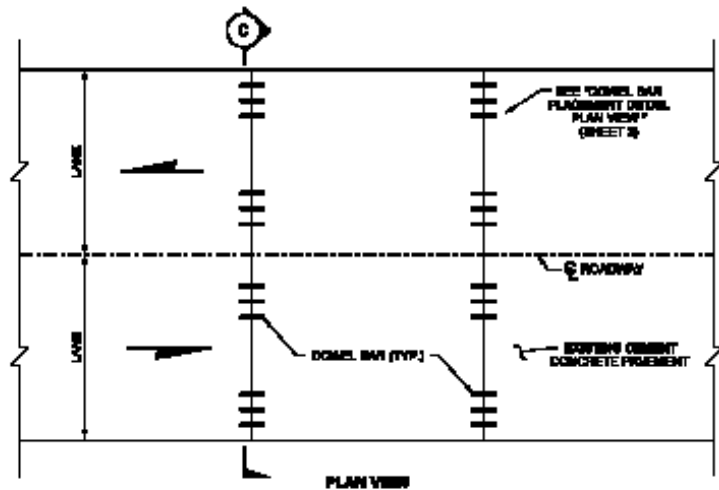 C
SEE "DOWEL BAR
PLACEMENT DETAIL
PLAN VIEW"
(SHEET 2)
LANE
℄ ROADWAY
LANE
DOWEL BAR (TYP.)
EXISTING CEMENT
CONCRETE PAVEMENT
PLAN VIEW